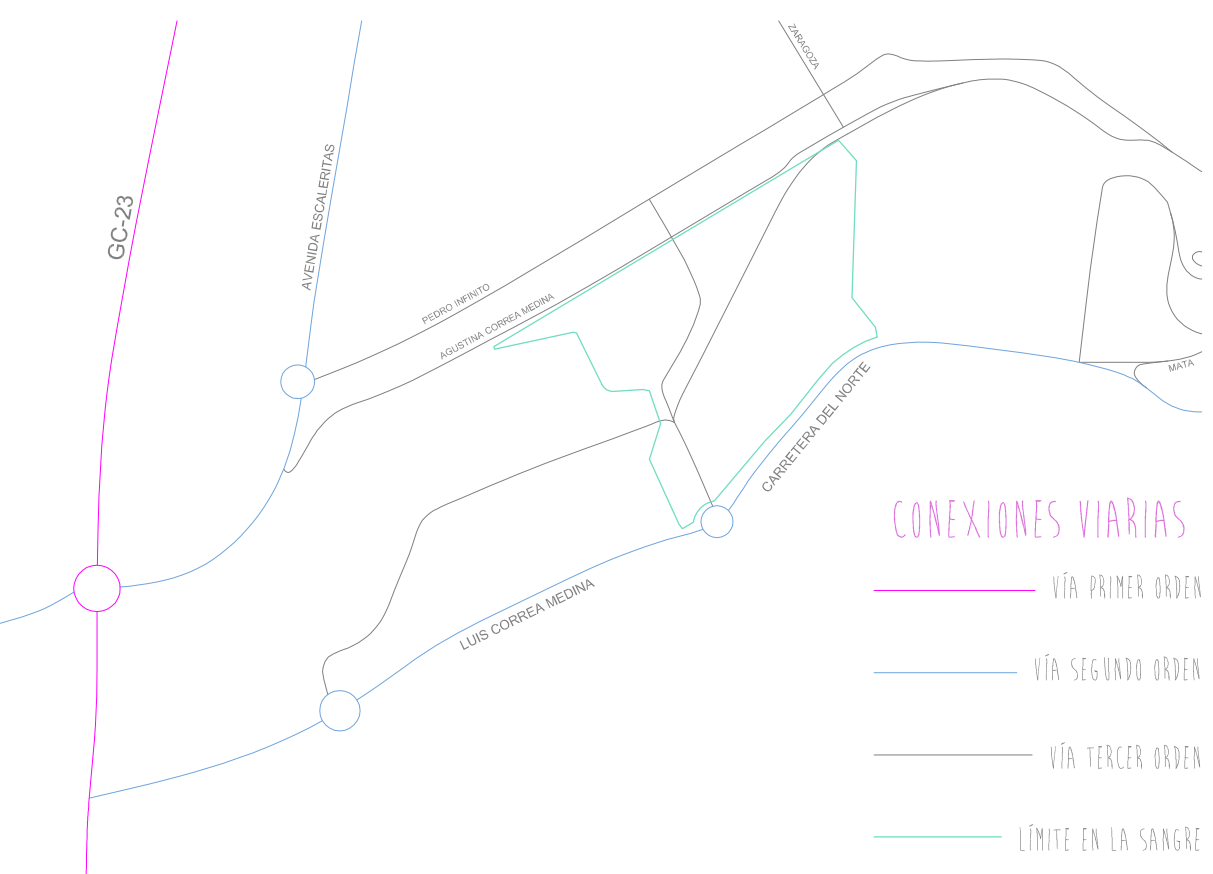 ZARAGOZA
AVENIDA ESCALERITAS
GC-23
PEDRO INFINITO
AGUSTINA CORREA MEDINA
MATA
CARRETERA DEL NORTE
LUIS CORREA MEDINA
CONEXIONES VIARIAS
VÍA PRIMER ORDEN
VÍA SEGUNDO ORDEN
VÍA TERCER ORDEN
LÍMITE EN LA SANGRE